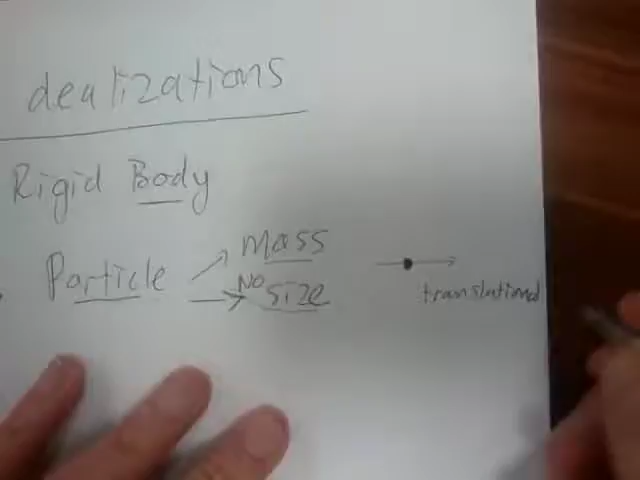 dealizations
Rigid Body
Particle
Mass
No Size
translational